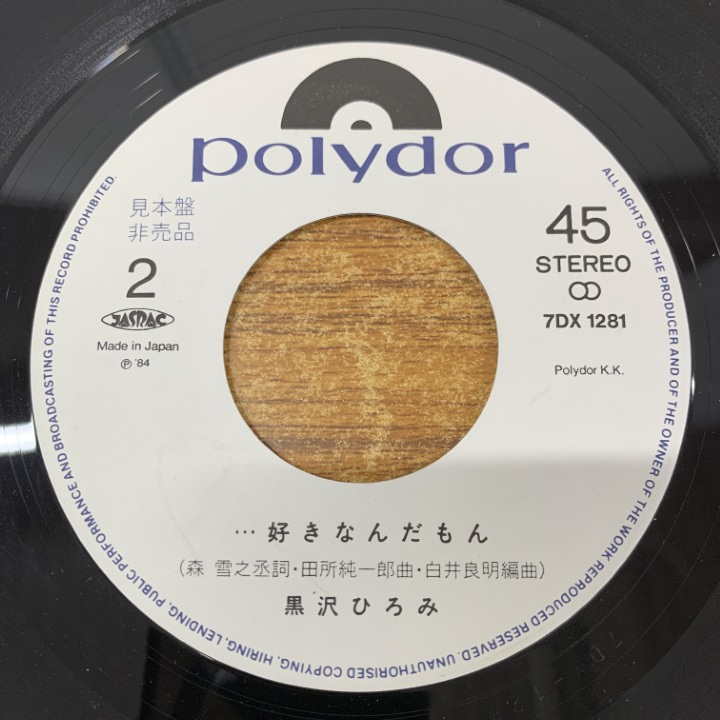 polydor
見本盤
非売品
2
JASRAC
Made in Japan
℗ '84
45
STEREO
7DX 1281
Polydor K.K.
…好きなんだもん
(森 雪之丞詞・田所純一郎曲・白井良明編曲)
黒沢ひろみ
ALL RIGHTS OF THE PRODUCER AND OF THE OWNER OF THE WORK REPRODUCED RESERVED. UNAUTHORISED COPYING, HIRING, LENDING, PUBLIC PERFORMANCE AND BROADCASTING OF THIS RECORD PROHIBITED.